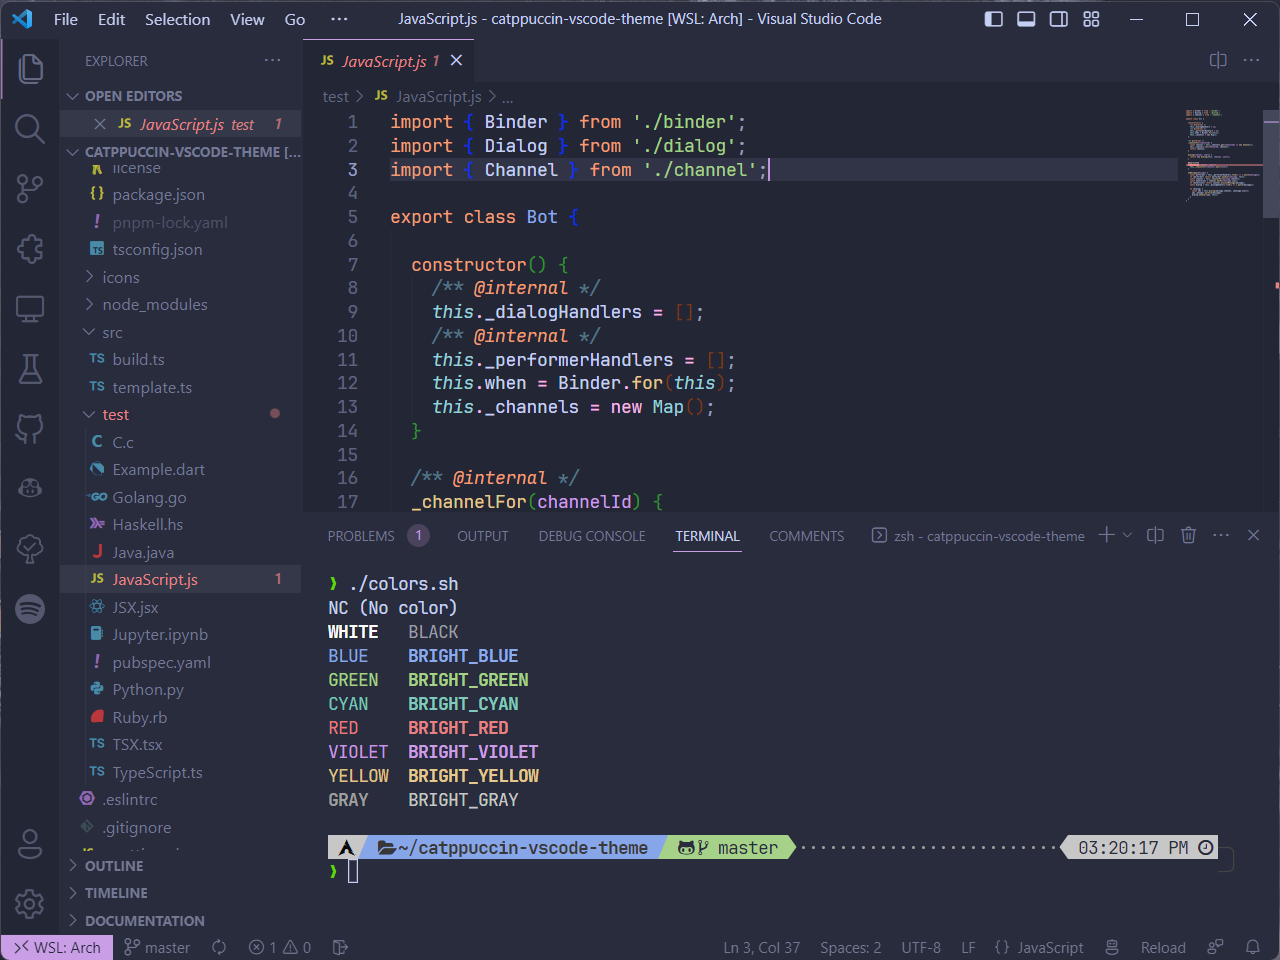 File Edit Selection View Go ··· JavaScript.js - catppuccin-vscode-theme [WSL: Arch] - Visual Studio Code
EXPLORER ···
OPEN EDITORS
JS JavaScript.js test 1
CATPPUCCIN-VSCODE-THEME [...
license
{} package.json
! pnpm-lock.yaml
TS tsconfig.json
icons
node_modules
src
TS build.ts
TS template.ts
test
C C.c
Example.dart
GO Golang.go
Haskell.hs
J Java.java
JS JavaScript.js 1
JSX.jsx
Jupyter.ipynb
! pubspec.yaml
Python.py
Ruby.rb
TS TSX.tsx
TS TypeScript.ts
.eslintrc
.gitignore
OUTLINE
TIMELINE
DOCUMENTATION
JS JavaScript.js 1
test > JS JavaScript.js > ...
1 import { Binder } from './binder';
2 import { Dialog } from './dialog';
3 import { Channel } from './channel';
4
5 export class Bot {
6
7 constructor() {
8 /** @internal */
9 this._dialogHandlers = [];
10 /** @internal */
11 this._performerHandlers = [];
12 this.when = Binder.for(this);
13 this._channels = new Map();
14 }
15
16 /** @internal */
17 _channelFor(channelId) {
PROBLEMS 1 OUTPUT DEBUG CONSOLE TERMINAL COMMENTS zsh - catppuccin-vscode-theme
❯ ./colors.sh
NC (No color)
WHITE BLACK
BLUE BRIGHT_BLUE
GREEN BRIGHT_GREEN
CYAN BRIGHT_CYAN
RED BRIGHT_RED
VIOLET BRIGHT_VIOLET
YELLOW BRIGHT_YELLOW
GRAY BRIGHT_GRAY
~/catppuccin-vscode-theme master 03:20:17 PM
❯
WSL: Arch master 1 0 Ln 3, Col 37 Spaces: 2 UTF-8 LF {} JavaScript Reload